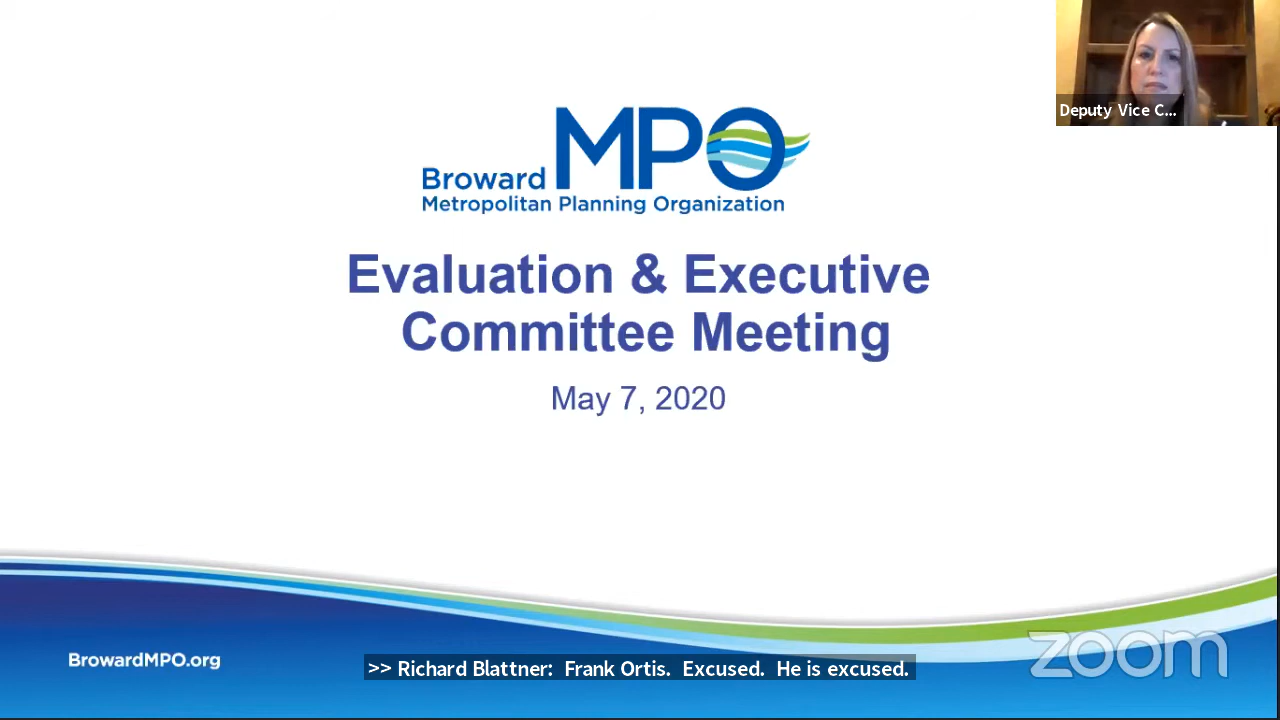 Deputy Vice C...
Broward MPO
Metropolitan Planning Organization
Evaluation & Executive
Committee Meeting
May 7, 2020
BrowardMPO.org
zoom
>> Richard Blattner:  Frank Ortis.  Excused.  He is excused.